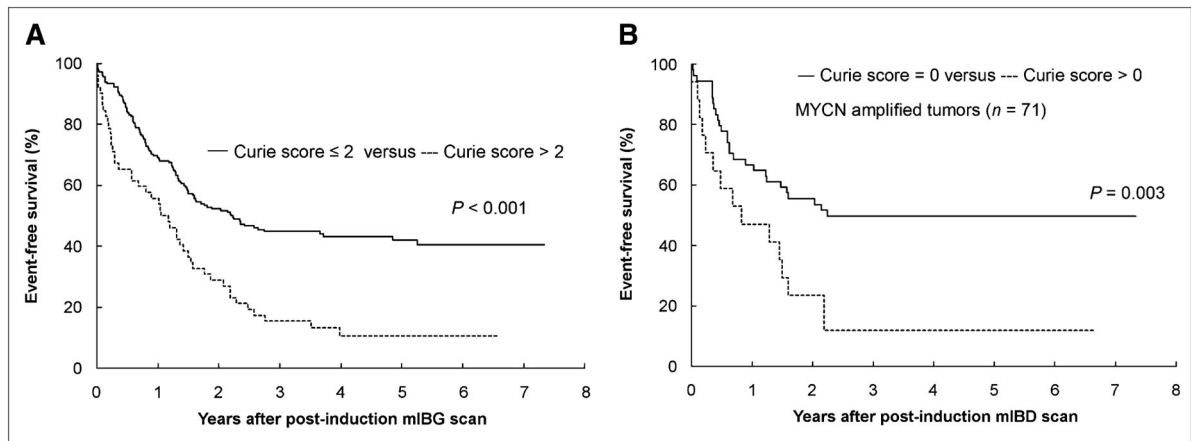 A
B
100
80
60
40
20
0
Event-free survival (%)
— Curie score ≤ 2 versus --- Curie score > 2
P < 0.001
0 1 2 3 4 5 6 7 8
Years after post-induction mIBG scan
100
80
60
40
20
0
Event-free survival (%)
— Curie score = 0 versus --- Curie score > 0
MYCN amplified tumors (n = 71)
P = 0.003
0 1 2 3 4 5 6 7 8
Years after post-induction mIBD scan